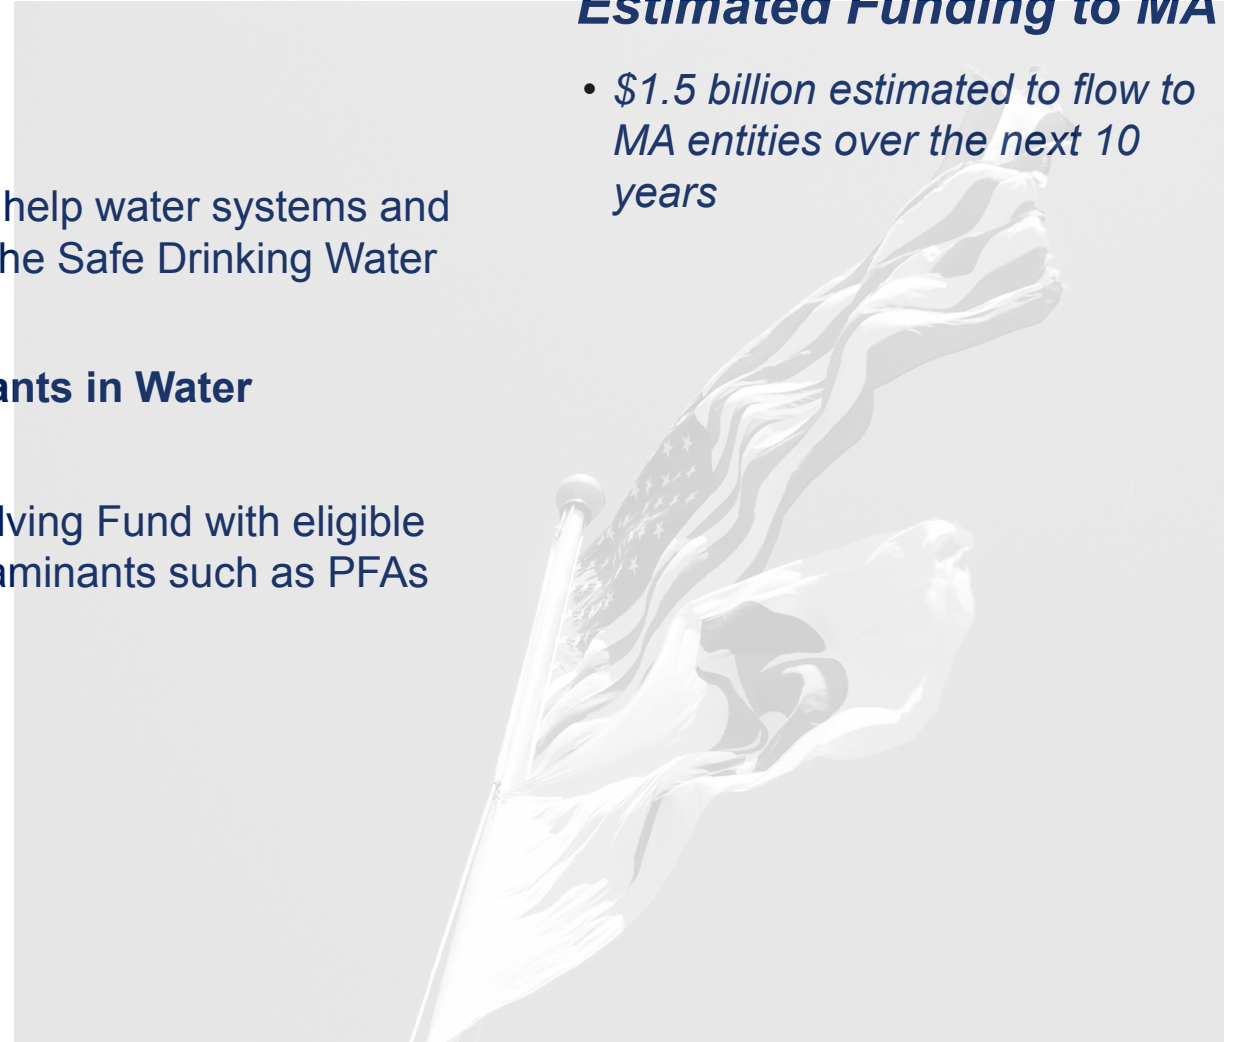 Estimated Funding to MA
• $1.5 billion estimated to flow to
MA entities over the next 10
years
help water systems and
he Safe Drinking Water
ants in Water
lving Fund with eligible
aminants such as PFAs